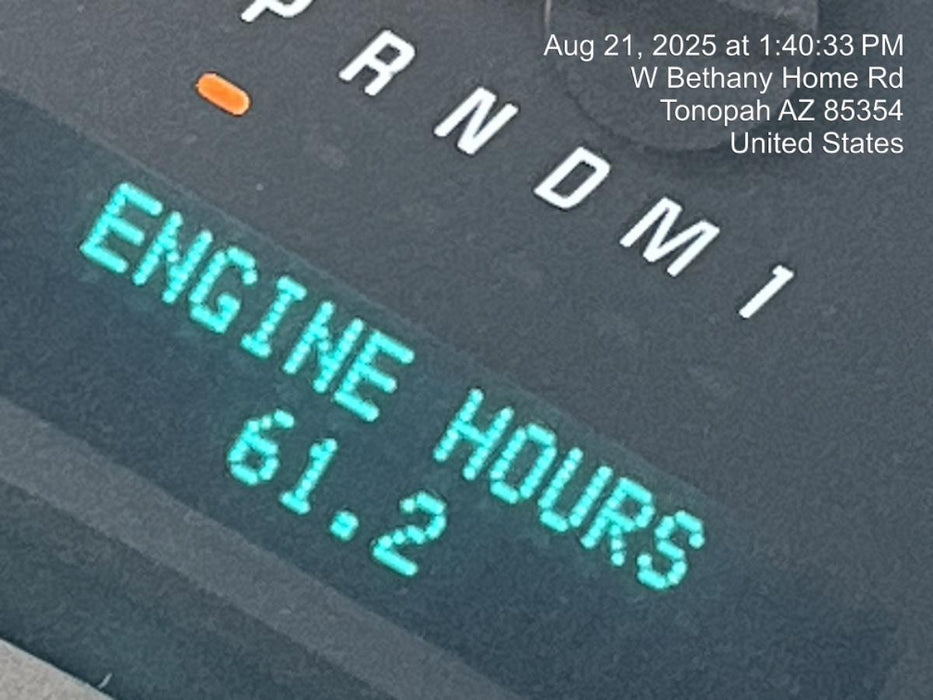 Aug 21, 2025 at 1:40:33 PM
W Bethany Home Rd
Tonopah AZ 85354
United States
P R N D M 1
ENGINE HOURS
61.2